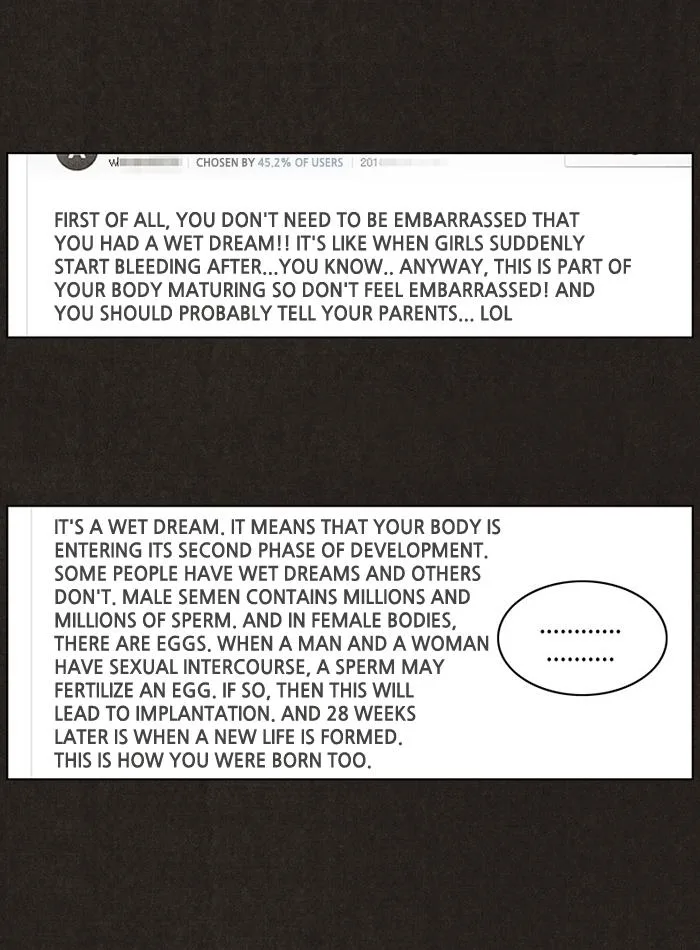 CHOSEN BY 45.2% OF USERS 201
FIRST OF ALL, YOU DON'T NEED TO BE EMBARRASSED THAT
YOU HAD A WET DREAM!! IT'S LIKE WHEN GIRLS SUDDENLY
START BLEEDING AFTER...YOU KNOW.. ANYWAY, THIS IS PART OF
YOUR BODY MATURING SO DON'T FEEL EMBARRASSED! AND
YOU SHOULD PROBABLY TELL YOUR PARENTS... LOL
IT'S A WET DREAM. IT MEANS THAT YOUR BODY IS
ENTERING ITS SECOND PHASE OF DEVELOPMENT.
SOME PEOPLE HAVE WET DREAMS AND OTHERS
DON'T. MALE SEMEN CONTAINS MILLIONS AND
MILLIONS OF SPERM. AND IN FEMALE BODIES,
THERE ARE EGGS. WHEN A MAN AND A WOMAN
HAVE SEXUAL INTERCOURSE, A SPERM MAY
FERTILIZE AN EGG. IF SO, THEN THIS WILL
LEAD TO IMPLANTATION. AND 28 WEEKS
LATER IS WHEN A NEW LIFE IS FORMED.
THIS IS HOW YOU WERE BORN TOO.
............
...........